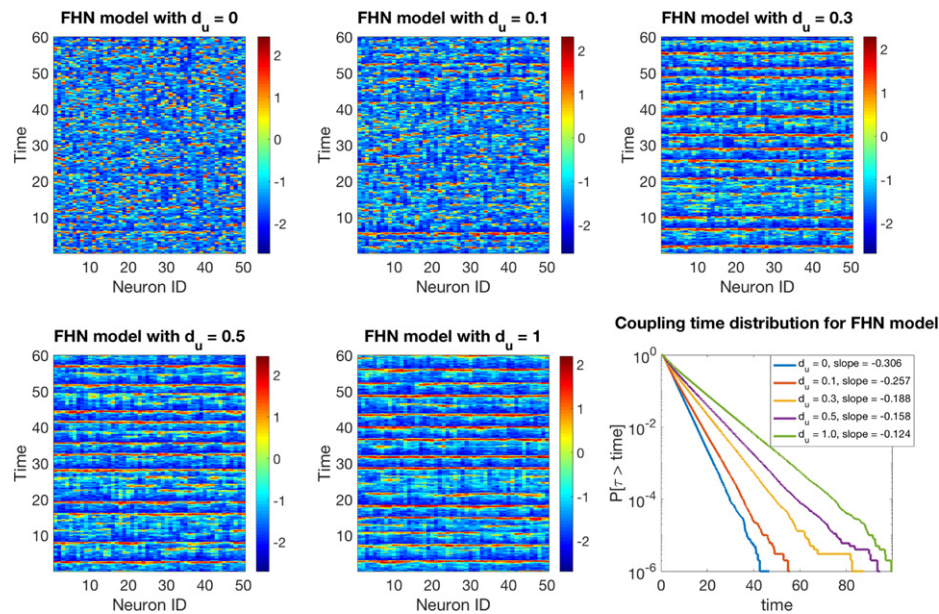 FHN model with d_u = 0
60
50
40
30
20
10
Time
10 20 30 40 50
Neuron ID
2
1
0
-1
-2
FHN model with d_u = 0.1
60
50
40
30
20
10
Time
10 20 30 40 50
Neuron ID
2
1
0
-1
-2
FHN model with d_u = 0.3
60
50
40
30
20
10
Time
10 20 30 40 50
Neuron ID
2
1
0
-1
-2
FHN model with d_u = 0.5
60
50
40
30
20
10
Time
10 20 30 40 50
Neuron ID
2
1
0
-1
-2
FHN model with d_u = 1
60
50
40
30
20
10
Time
10 20 30 40 50
Neuron ID
2
1
0
-1
-2
Coupling time distribution for FHN model
10^0
10^-2
10^-4
10^-6
P[τ > time]
d_u = 0, slope = -0.306
d_u = 0.1, slope = -0.257
d_u = 0.3, slope = -0.188
d_u = 0.5, slope = -0.158
d_u = 1.0, slope = -0.124
0 20 40 60 80
time